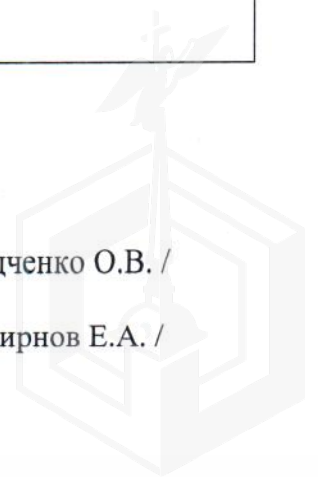 дченко О.В. /
ирнов Е.А. /